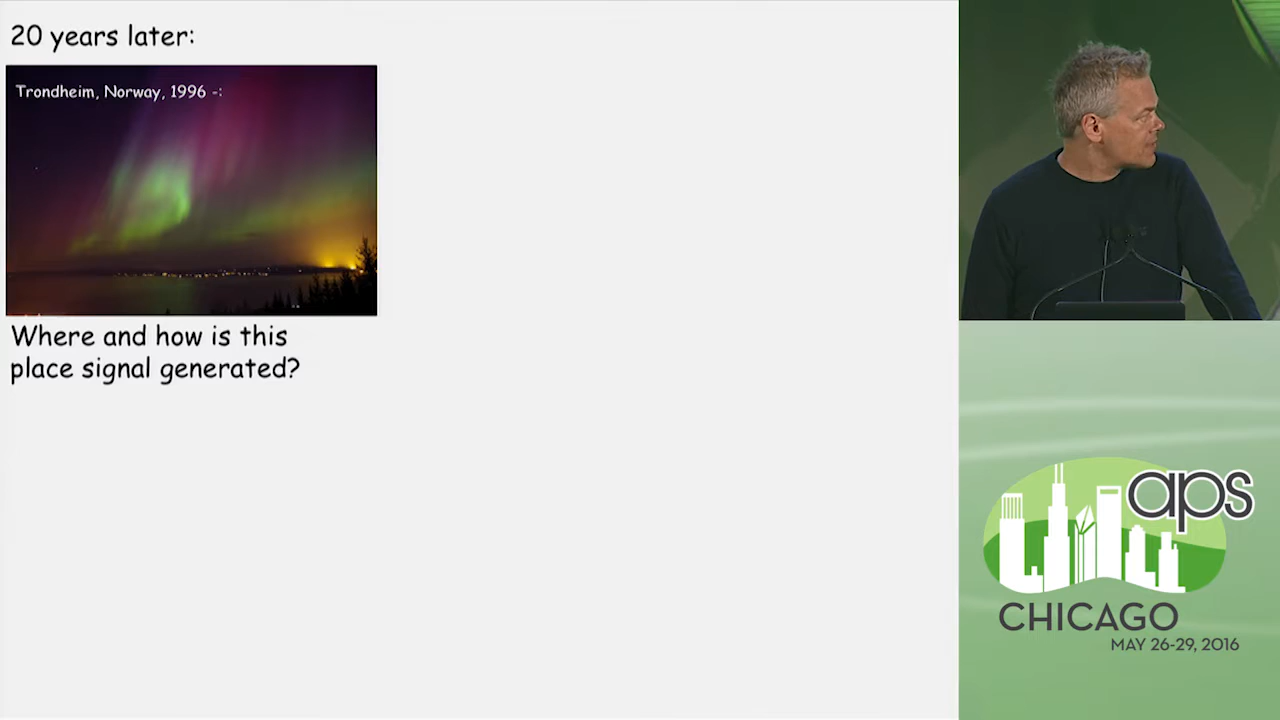 20 years later:
Trondheim, Norway, 1996 -:
Where and how is this
place signal generated?
aps
CHICAGO
MAY 26-29, 2016